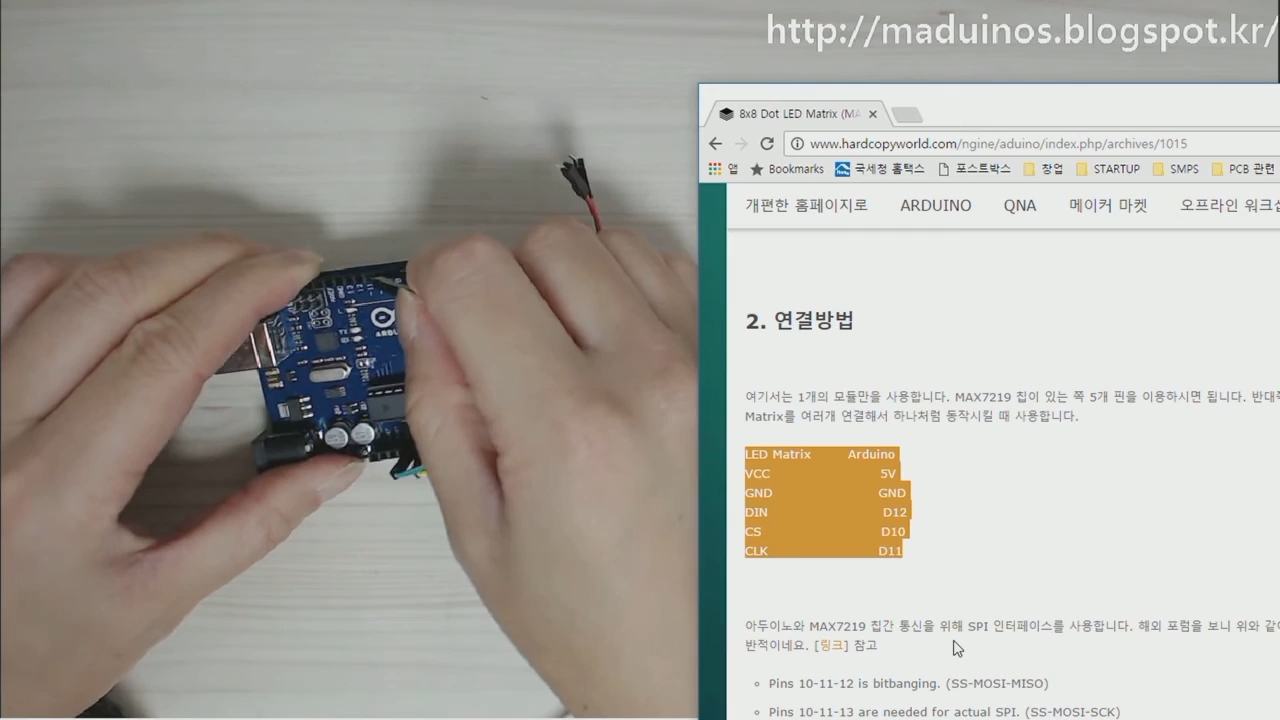 http://maduinos.blogspot.kr/
8x8 Dot LED Matrix (MA
www.hardcopyworld.com/ngine/aduino/index.php/archives/1015
앱 Bookmarks 국세청 홈택스 포스트박스 창업 STARTUP SMPS PCB 관련
개편한 홈페이지로 ARDUINO QNA 메이커 마켓 오프라인 워크
2. 연결방법
여기서는 1개의 모듈만을 사용합니다. MAX7219 칩이 있는 쪽 5개 핀을 이용하시면 됩니다. 반대
Matrix를 여러개 연결해서 하나처럼 동작시킬 때 사용합니다.
LED Matrix Arduino
VCC 5V
GND GND
DIN D12
CS D10
CLK D11
아두이노와 MAX7219 칩간 통신을 위해 SPI 인터페이스를 사용합니다. 해외 포럼을 보니 위와
반적이네요. [링크] 참고
Pins 10-11-12 is bitbanging. (SS-MOSI-MISO)
Pins 10-11-13 are needed for actual SPI. (SS-MOSI-SCK)